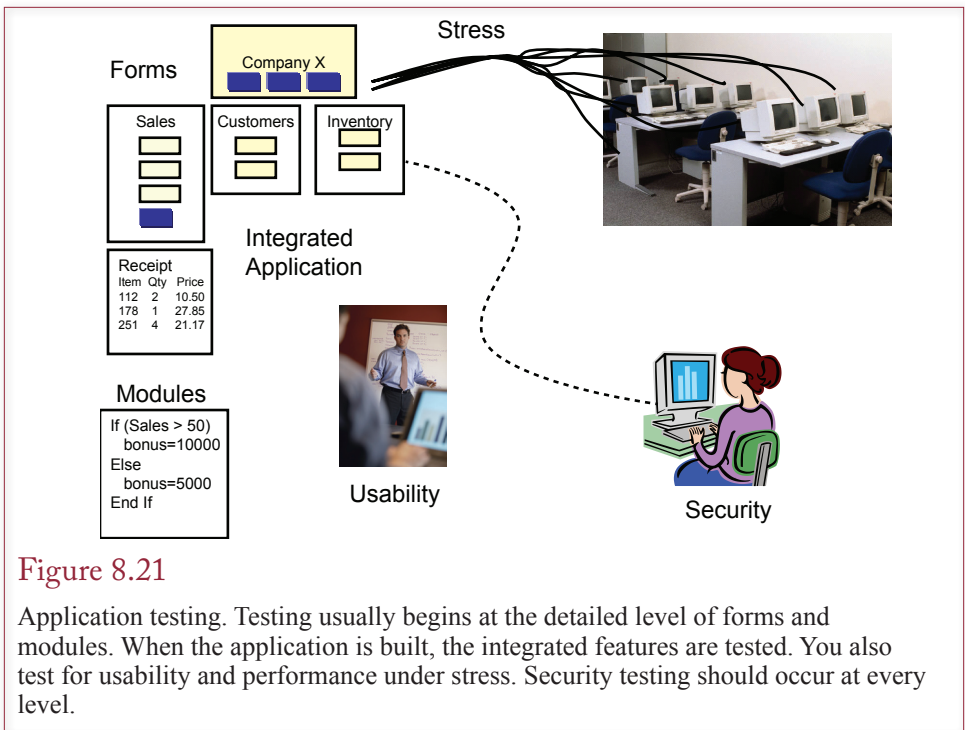 Stress
Forms
Company X
Sales
Customers
Inventory
Integrated
Application
Receipt
Item Qty Price
112 2 10.50
178 1 27.85
251 4 21.17
Modules
If (Sales > 50)
bonus=10000
Else
bonus=5000
End If
Usability
Security
Figure 8.21
Application testing. Testing usually begins at the detailed level of forms and
modules. When the application is built, the integrated features are tested. You also
test for usability and performance under stress. Security testing should occur at every
level.